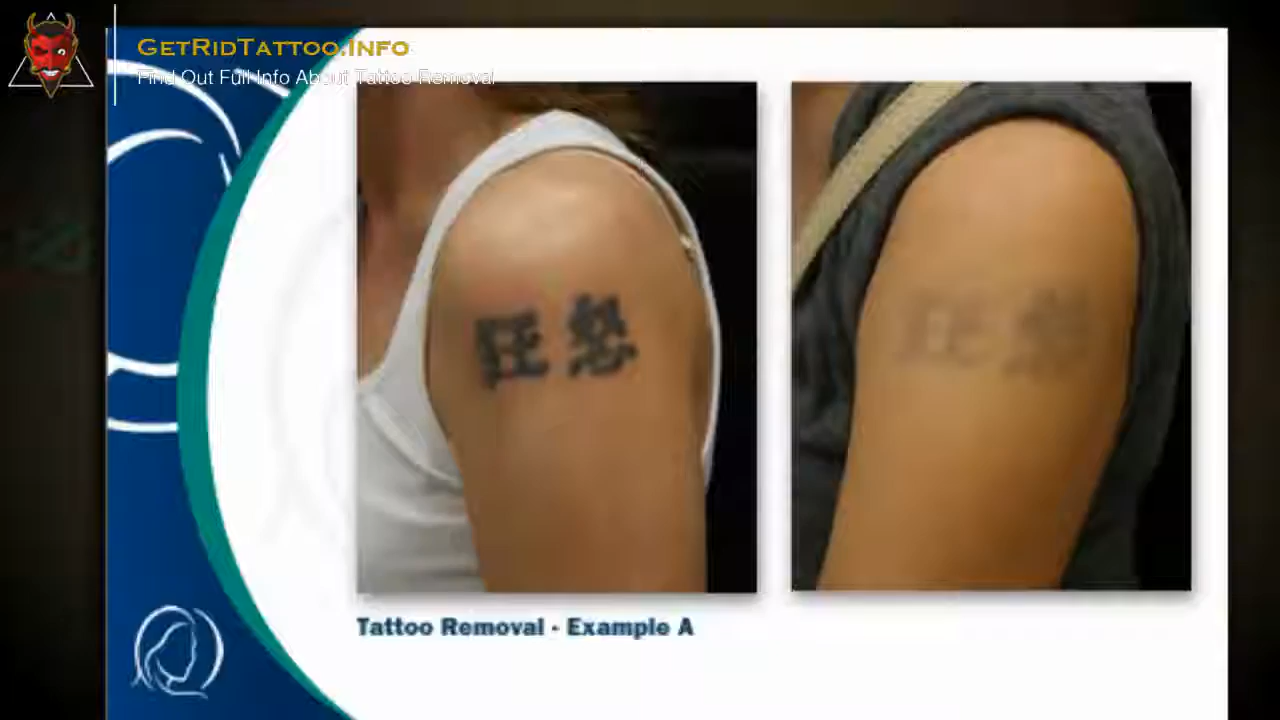 GetRidTattoo.Info
Find Out Full Info About Tattoo Removal
狂怒
Tattoo Removal - Example A